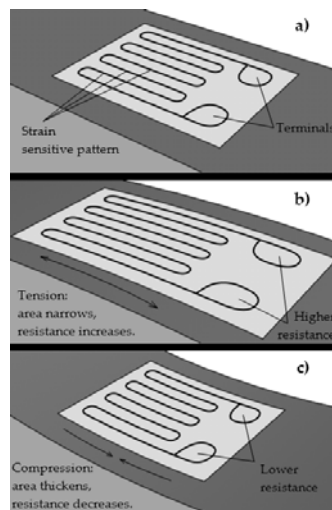 a)
Strain
sensitive pattern
Terminals
b)
Tension:
area narrows,
resistance increases.
Higher
resistance
c)
Compression:
area thickens,
resistance decreases.
Lower
resistance